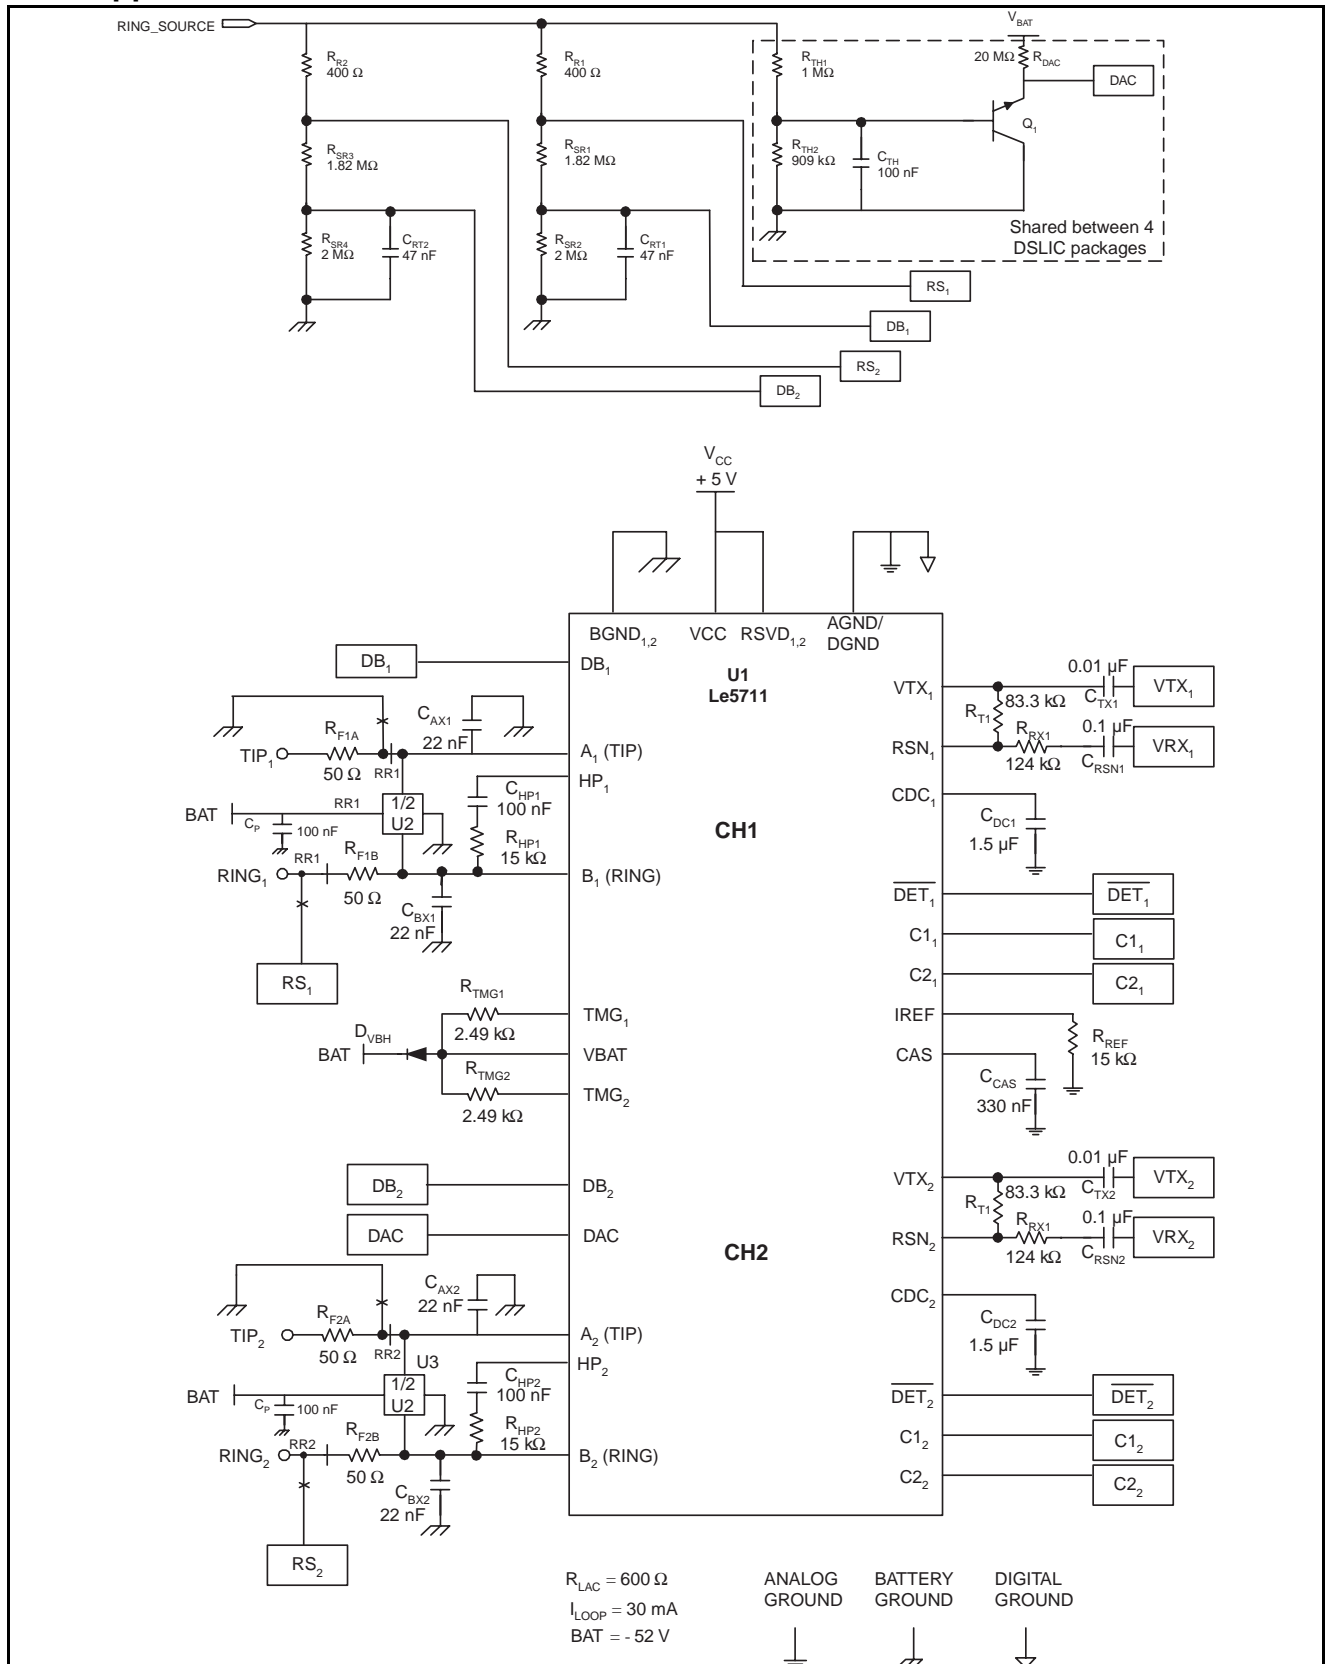 RING_SOURCE
V_BAT
R_R2
400 Ω
R_R1
400 Ω
R_TH1
1 MΩ
20 MΩ
R_DAC
DAC
Q_1
R_SR3
1.82 MΩ
R_SR1
1.82 MΩ
R_TH2
909 kΩ
C_TH
100 nF
R_SR4
2 MΩ
C_RT2
47 nF
R_SR2
2 MΩ
C_RT1
47 nF
Shared between 4
DSLIC packages
RS_1
DB_1
RS_2
DB_2
V_CC
+ 5 V
BGND_1,2
VCC
RSVD_1,2
AGND/
DGND
U1
Le5711
DB_1
DB_1
C_AX1
22 nF
R_F1A
50 Ω
TIP_1
RR1
A_1 (TIP)
HP_1
BAT
C_P
100 nF
RR1
1/2
U2
C_HP1
100 nF
R_HP1
15 kΩ
CH1
RING_1
RR1
R_F1B
50 Ω
B_1 (RING)
C_BX1
22 nF
RS_1
VTX_1
0.01 µF
C_TX1
VTX_1
R_T1
83.3 kΩ
RSN_1
R_RX1
124 kΩ
0.1 µF
C_RSN1
VRX_1
CDC_1
C_DC1
1.5 µF
DET_1
DET_1
C1_1
C1_1
C2_1
C2_1
R_TMG1
2.49 kΩ
TMG_1
D_VBH
BAT
VBAT
R_TMG2
2.49 kΩ
TMG_2
IREF
R_REF
15 kΩ
CAS
C_CAS
330 nF
DB_2
DB_2
DAC
DAC
CH2
VTX_2
0.01 µF
C_TX2
VTX_2
R_T1
83.3 kΩ
RSN_2
R_RX1
124 kΩ
0.1 µF
C_RSN2
VRX_2
C_AX2
22 nF
R_F2A
50 Ω
TIP_2
RR2
A_2 (TIP)
HP_2
U3
BAT
C_P
100 nF
1/2
U2
C_HP2
100 nF
R_HP2
15 kΩ
RING_2
RR2
R_F2B
50 Ω
B_2 (RING)
C_BX2
22 nF
RS_2
CDC_2
C_DC2
1.5 µF
DET_2
DET_2
C1_2
C1_2
C2_2
C2_2
R_LAC = 600 Ω
I_LOOP = 30 mA
BAT = - 52 V
ANALOG
GROUND
BATTERY
GROUND
DIGITAL
GROUND